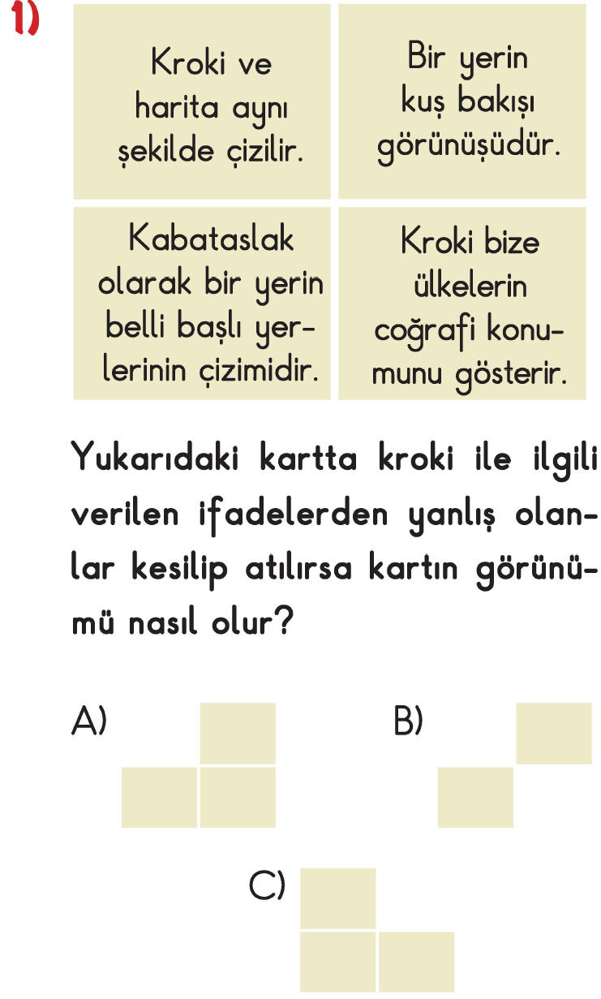 1)
Kroki ve
harita aynı
şekilde çizilir.
Bir yerin
kuş bakışı
görünüşüdür.
Kabataslak
olarak bir yerin
belli başlı yer-
lerinin çizimidir.
Kroki bize
ülkelerin
coğrafi konu-
munu gösterir.
Yukarıdaki kartta kroki ile ilgili
verilen ifadelerden yanlış olan-
lar kesilip atılırsa kartın görünü-
mü nasıl olur?
A)
B)
C)